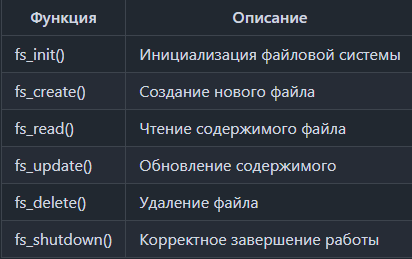 Функция Описание
fs_init() Инициализация файловой системы
fs_create() Создание нового файла
fs_read() Чтение содержимого файла
fs_update() Обновление содержимого
fs_delete() Удаление файла
fs_shutdown() Корректное завершение работы